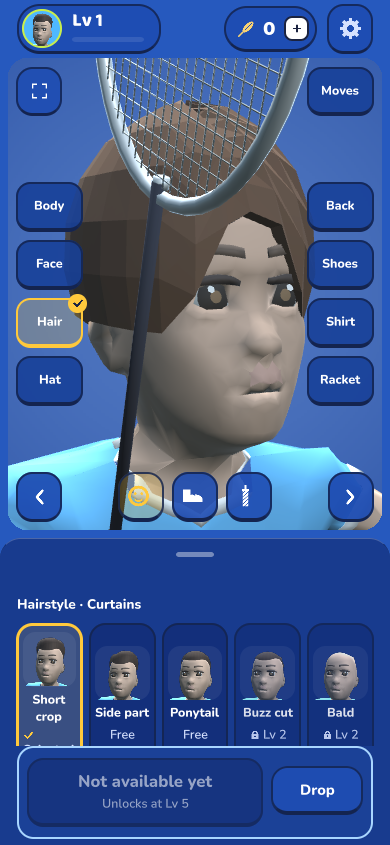 Lv 1
0
+
Moves
Body
Back
Face
Shoes
Hair
Shirt
Hat
Racket
Hairstyle · Curtains
Short crop
Side part
Free
Ponytail
Free
Buzz cut
Lv 2
Bald
Lv 2
Not available yet
Unlocks at Lv 5
Drop